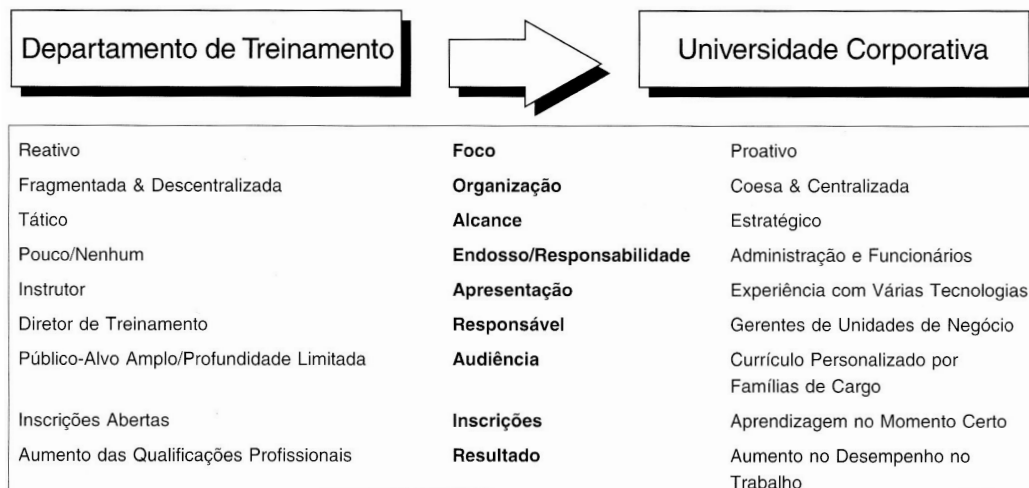 Departamento de Treinamento Universidade Corporativa
Reativo Foco Proativo
Fragmentada & Descentralizada Organização Coesa & Centralizada
Tático Alcance Estratégico
Pouco/Nenhum Endosso/Responsabilidade Administração e Funcionários
Instrutor Apresentação Experiência com Várias Tecnologias
Diretor de Treinamento Responsável Gerentes de Unidades de Negócio
Público-Alvo Amplo/Profundidade Limitada Audiência Currículo Personalizado por
Famílias de Cargo
Inscrições Abertas Inscrições Aprendizagem no Momento Certo
Aumento das Qualificações Profissionais Resultado Aumento no Desempenho no
Trabalho